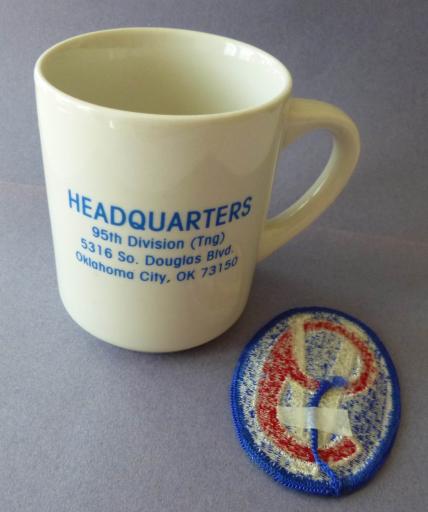 HEADQUARTERS
95th Division (Tng)
5316 So. Douglas Blvd.
Oklahoma City, OK 73150